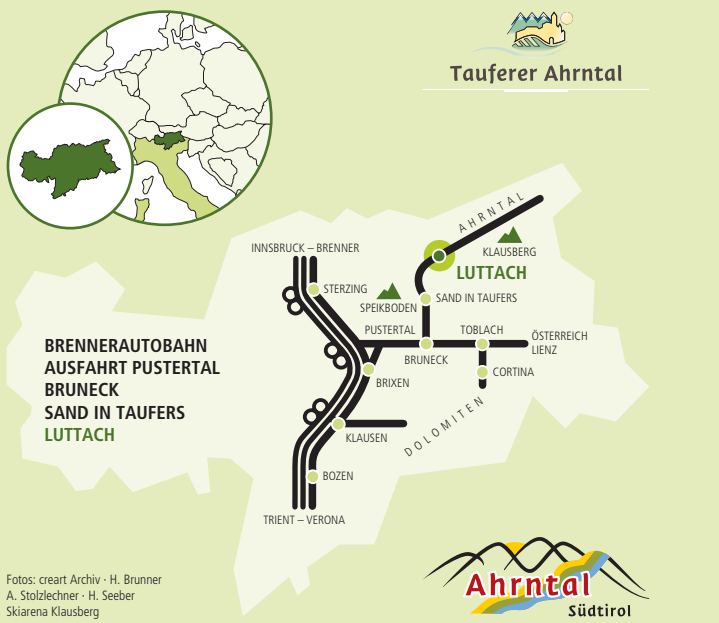 Tauferer Ahrntal
AHRNTAL
KLAUSBERG
LUTTACH
INNSBRUCK – BRENNER
STERZING
SPEIKBODEN
SAND IN TAUFERS
PUSTERTAL
TOBLACH
ÖSTERREICH
LIENZ
BRUNECK
CORTINA
BRIXEN
DOLOMITEN
KLAUSEN
BOZEN
TRIENT – VERONA
BRENNERAUTOBAHN
AUSFAHRT PUSTERTAL
BRUNECK
SAND IN TAUFERS
LUTTACH
Fotos: creart Archiv · H. Brunner
A. Stolzlechner · H. Seeber
Skiarena Klausberg
Ahrntal
Südtirol